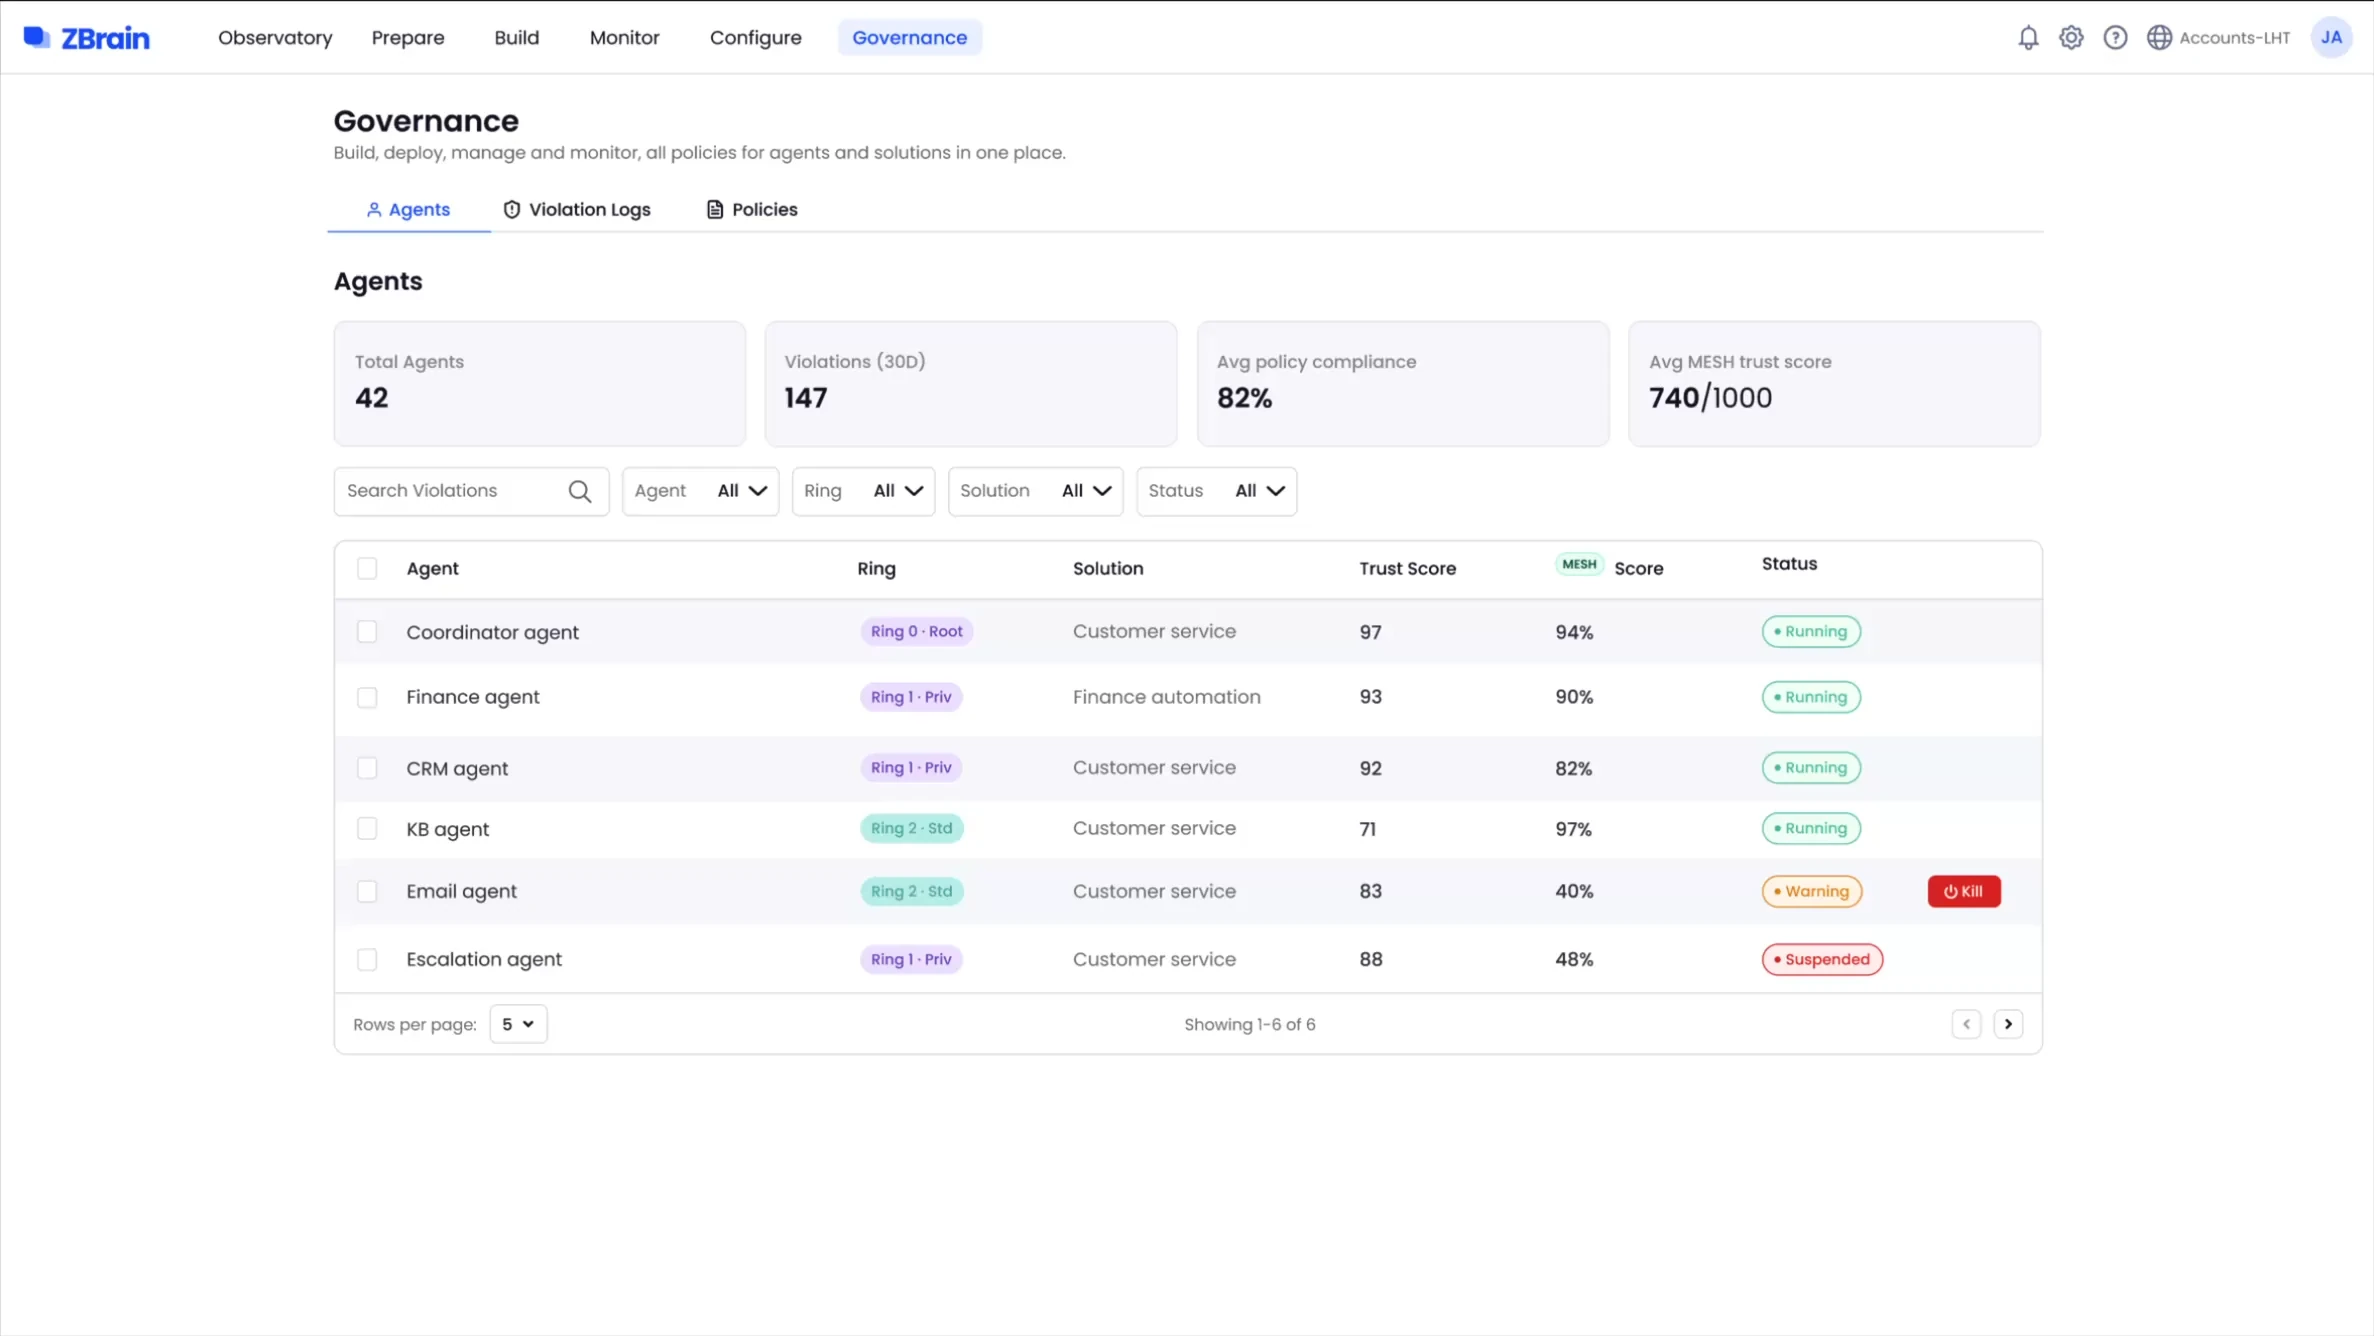 ZBrain Observatory Prepare Build Monitor Configure Governance Accounts-LHT JA
Governance
Build, deploy, manage and monitor, all policies for agents and solutions in one place.
Agents Violation Logs Policies
Agents
Total Agents Violations (30D) Avg policy compliance Avg MESH trust score
42 147 82% 740/1000
Search Violations Agent All Ring All Solution All Status All
Agent Ring Solution Trust Score MESH Score Status
Coordinator agent Ring 0 · Root Customer service 97 94% Running
Finance agent Ring 1 · Priv Finance automation 93 90% Running
CRM agent Ring 1 · Priv Customer service 92 82% Running
KB agent Ring 2 · Std Customer service 71 97% Running
Email agent Ring 2 · Std Customer service 83 40% Warning Kill
Escalation agent Ring 1 · Priv Customer service 88 48% Suspended
Rows per page: 5 Showing 1-6 of 6